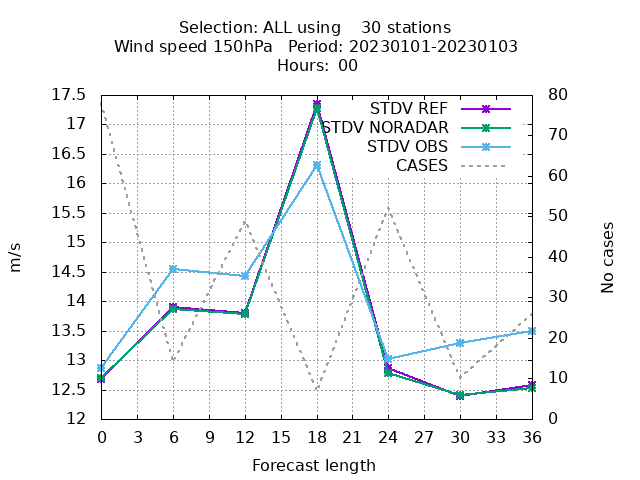 Selection: ALL using    30 stations
Wind speed 150hPa   Period: 20230101-20230103
Hours: 00
17.5
17
16.5
16
15.5
15
14.5
14
13.5
13
12.5
12
m/s
STDV REF
STDV NORADAR
STDV OBS
CASES
80
70
60
50
40
30
20
10
0
No cases
0 3 6 9 12 15 18 21 24 27 30 33 36
Forecast length